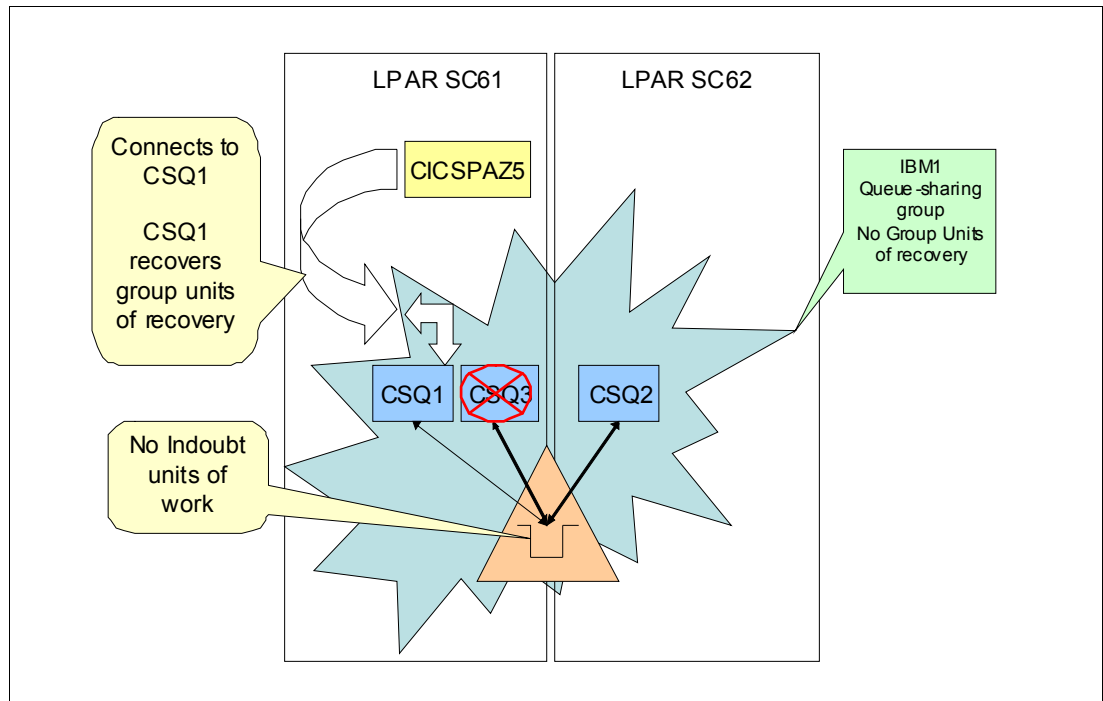 LPAR SC61
LPAR SC62
Connects to
CSQ1
CSQ1
recovers
group units
of recovery
CICSPAZ5
IBM1
Queue-sharing
group
No Group Units
of recovery
CSQ1
CSQ3
CSQ2
No Indoubt
units of
work